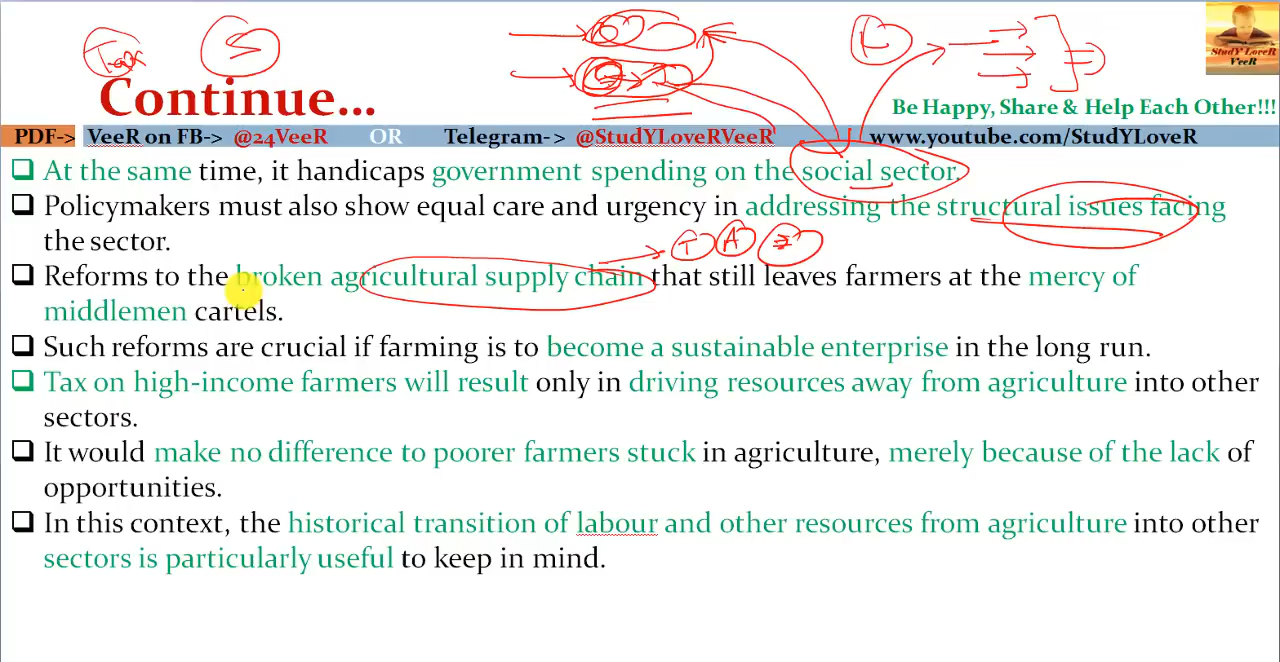 Tax S
L
Continue...
StudY LoveR
VeeR
Be Happy, Share & Help Each Other!!!
PDF-> VeeR on FB-> @24VeeR OR Telegram-> @StudYLoveRVeeR www.youtube.com/StudYLoveR
❑ At the same time, it handicaps government spending on the social sector.
❑ Policymakers must also show equal care and urgency in addressing the structural issues facing
the sector.
T A
❑ Reforms to the broken agricultural supply chain that still leaves farmers at the mercy of
middlemen cartels.
❑ Such reforms are crucial if farming is to become a sustainable enterprise in the long run.
❑ Tax on high-income farmers will result only in driving resources away from agriculture into other
sectors.
❑ It would make no difference to poorer farmers stuck in agriculture, merely because of the lack of
opportunities.
❑ In this context, the historical transition of labour and other resources from agriculture into other
sectors is particularly useful to keep in mind.